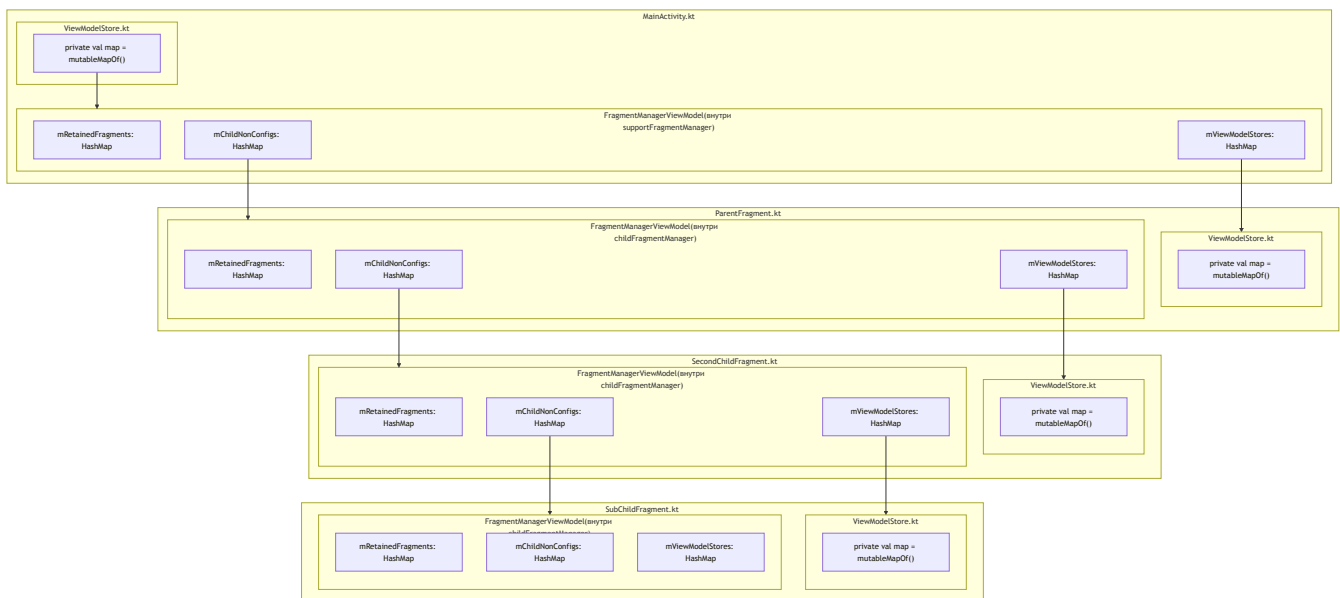 MainActivity.kt
ViewModelStore.kt
private val map =
mutableMapOf()
FragmentManagerViewModel(внутри
supportFragmentManager)
mRetainedFragments:
HashMap
mChildNonConfigs:
HashMap
mViewModelStores:
HashMap
ParentFragment.kt
FragmentManagerViewModel(внутри
childFragmentManager)
mRetainedFragments:
HashMap
mChildNonConfigs:
HashMap
mViewModelStores:
HashMap
ViewModelStore.kt
private val map =
mutableMapOf()
SecondChildFragment.kt
FragmentManagerViewModel(внутри
childFragmentManager)
mRetainedFragments:
HashMap
mChildNonConfigs:
HashMap
mViewModelStores:
HashMap
ViewModelStore.kt
private val map =
mutableMapOf()
SubChildFragment.kt
FragmentManagerViewModel(внутри
mRetainedFragments:
HashMap
mChildNonConfigs:
HashMap
mViewModelStores:
HashMap
ViewModelStore.kt
private val map =
mutableMapOf()